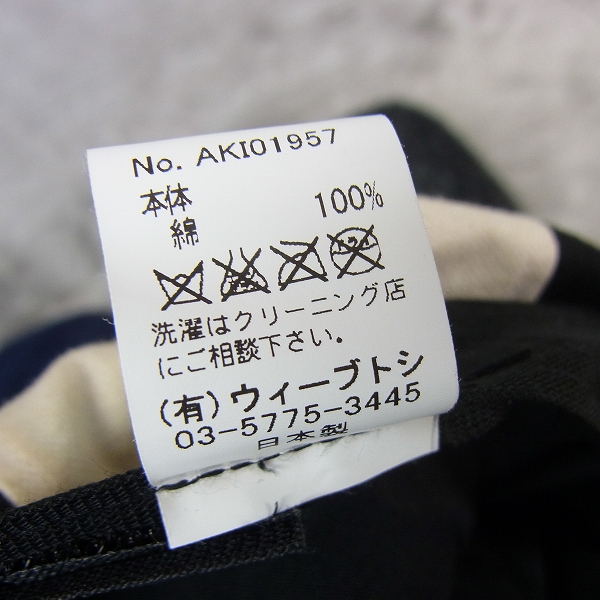 No. AKI01957
本体
綿 100%
洗濯はクリーニング店
にご相談下さい.
(有)ウィーブトシ
03-5775-3445
日本製